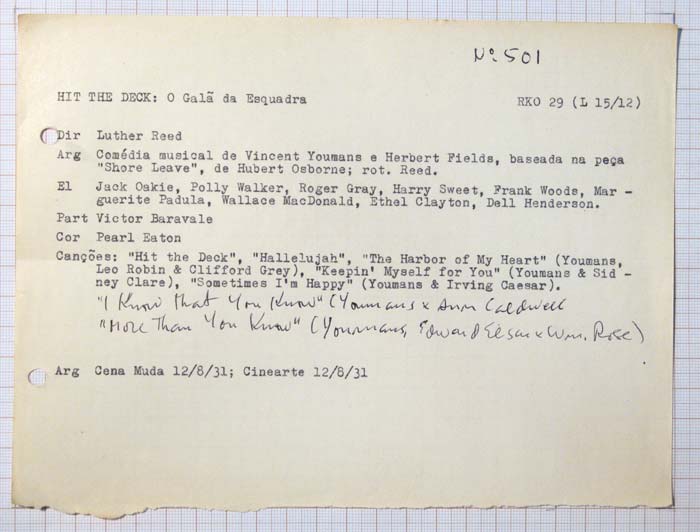 Nº 501
HIT THE DECK: O Galã da Esquadra RKO 29 (L 15/12)
Dir Luther Reed
Arg Comédia musical de Vincent Youmans e Herbert Fields, baseada na peça
"Shore Leave", de Hubert Osborne; rot. Reed.
El Jack Oakie, Polly Walker, Roger Gray, Harry Sweet, Frank Woods, Mar -
guerite Padula, Wallace MacDonald, Ethel Clayton, Dell Henderson.
Part Victor Baravale
Cor Pearl Eaton
Canções: "Hit the Deck", "Hallelujah", "The Harbor of My Heart" (Youmans,
Leo Robin & Clifford Grey), "Keepin' Myself for You" (Youmans & Sid -
ney Clare), "Sometimes I'm Happy" (Youmans & Irving Caesar).
"I Know that You Know" (Youmans & Ann Caldwell
"More Than You Know" (Youmans, Edward & Wm. Rose)
Arg Cena Muda 12/8/31; Cinearte 12/8/31